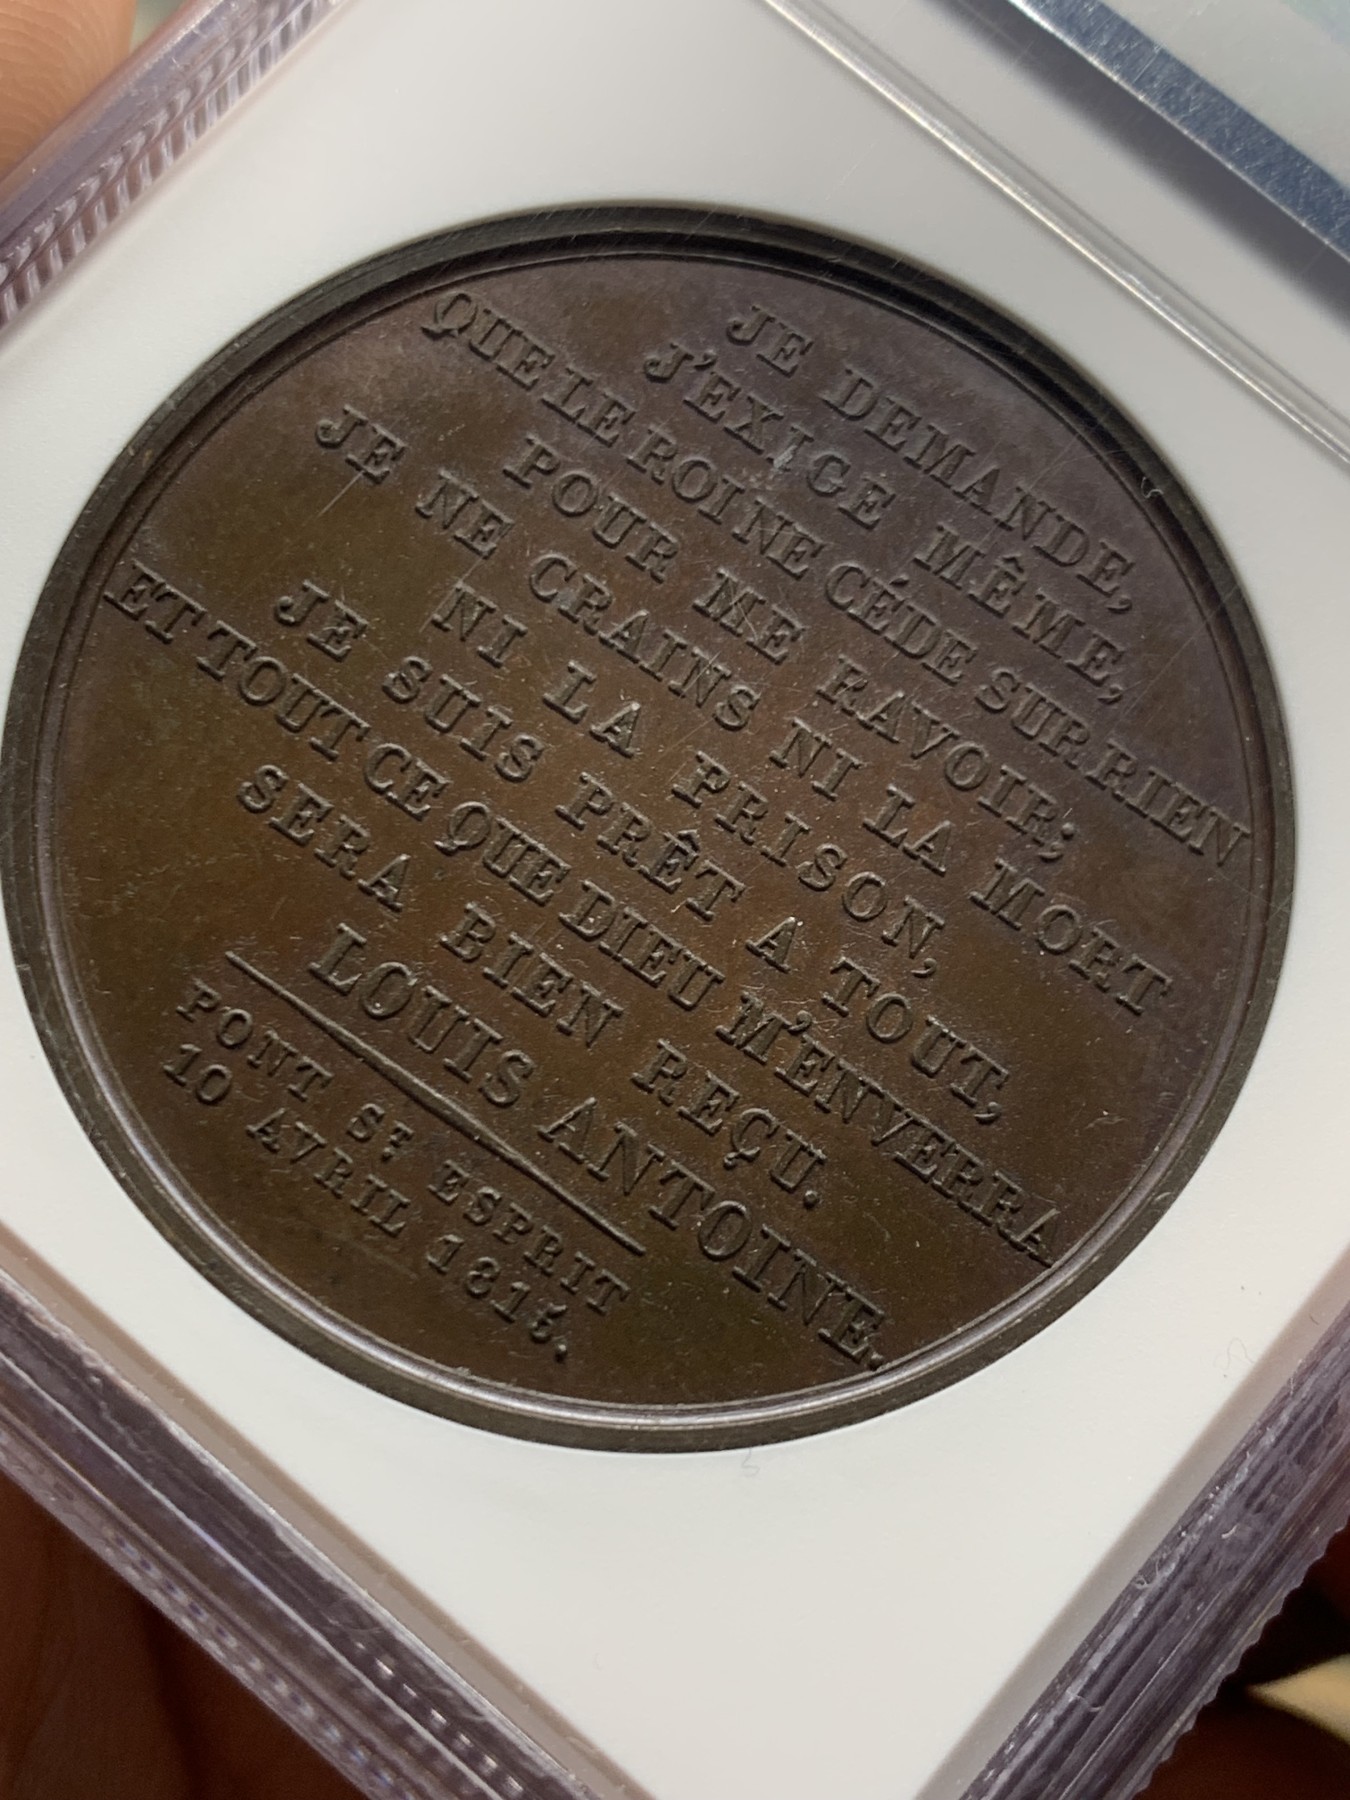 JE DEMANDE,
J'EXIGE MÊME,
QUE LE ROI NE CÉDE SUR RIEN
POUR ME RAVOIR;
JE NE CRAINS NI LA MORT
NI LA PRISON,
JE SUIS PRÊT A TOUT,
ET TOUT CE QUE DIEU M'ENVERRA
SERA BIEN REÇU.
LOUIS ANTOINE.
PONT ST ESPRIT
10 AVRIL 1815.